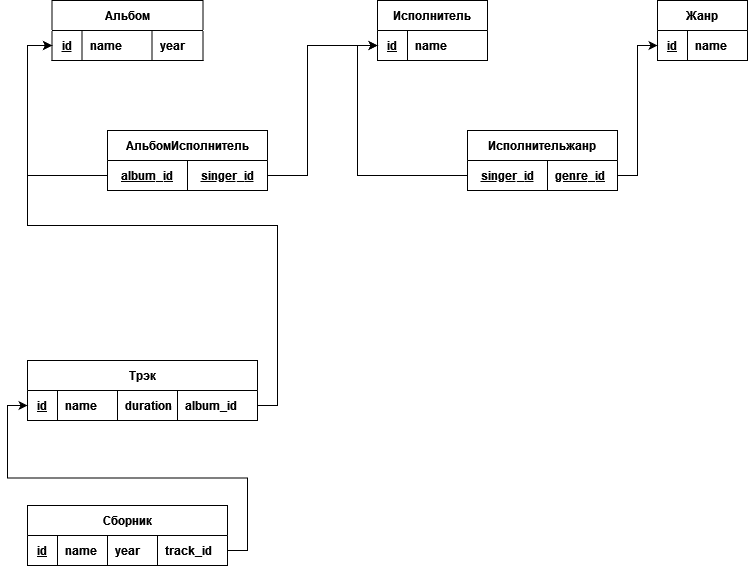 Альбом
id name year
Исполнитель
id name
Жанр
id name
АльбомИсполнитель
album_id singer_id
Исполнительжанр
singer_id genre_id
Трэк
id name duration album_id
Сборник
id name year track_id